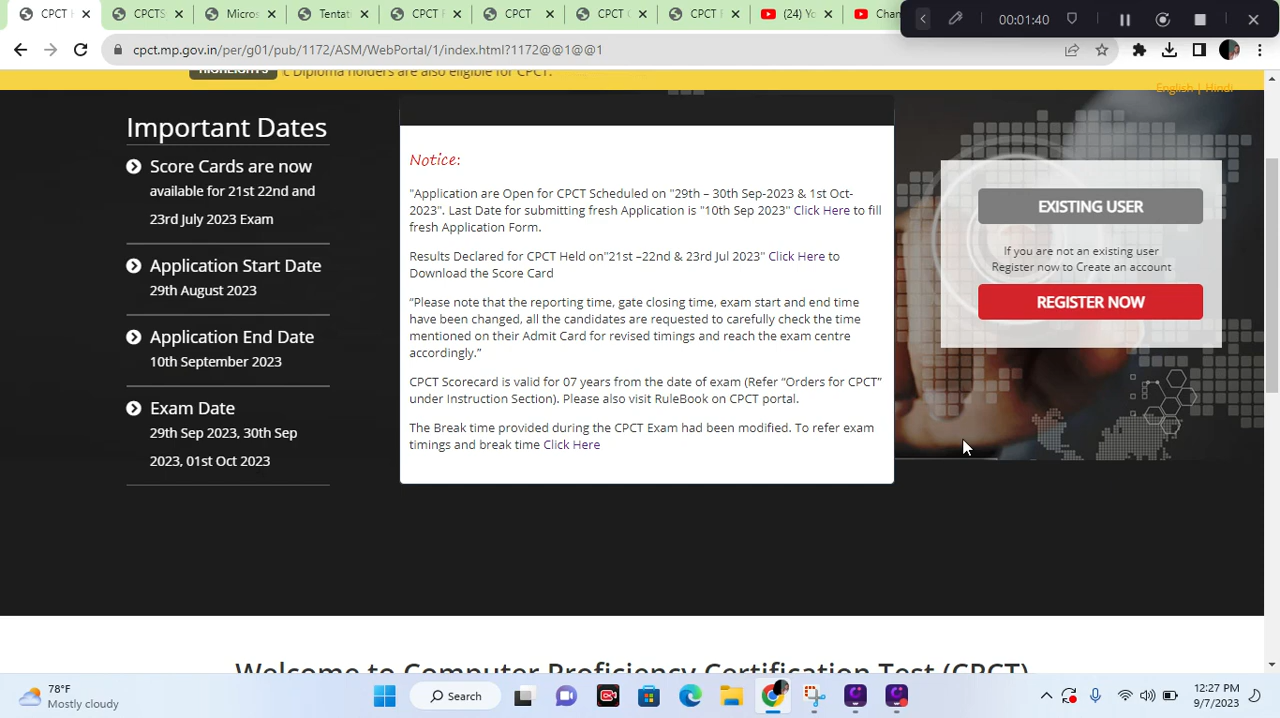 CPCT
CPCTS
Micros
Tentat
CPCT F
CPCT
CPCT C
CPCT F
(24) Yo
Chan
00:01:40
cpct.mp.gov.in/per/g01/pub/1172/ASM/WebPortal/1/index.html?1172@@1@@1
HIGHLIGHTS
c Diploma holders are also eligible for CPCT.
English | Hindi
Important Dates
Score Cards are now
available for 21st 22nd and
23rd July 2023 Exam
Application Start Date
29th August 2023
Application End Date
10th September 2023
Exam Date
29th Sep 2023, 30th Sep
2023, 01st Oct 2023
Notice:
"Application are Open for CPCT Scheduled on "29th – 30th Sep-2023 & 1st Oct-
2023". Last Date for submitting fresh Application is "10th Sep 2023" Click Here to fill
fresh Application Form.
Results Declared for CPCT Held on"21st –22nd & 23rd Jul 2023" Click Here to
Download the Score Card
“Please note that the reporting time, gate closing time, exam start and end time
have been changed, all the candidates are requested to carefully check the time
mentioned on their Admit Card for revised timings and reach the exam centre
accordingly.”
CPCT Scorecard is valid for 07 years from the date of exam (Refer “Orders for CPCT”
under Instruction Section). Please also visit RuleBook on CPCT portal.
The Break time provided during the CPCT Exam had been modified. To refer exam
timings and break time Click Here
EXISTING USER
If you are not an existing user
Register now to Create an account
REGISTER NOW
Welcome to Computer Proficiency Certification Test (CPCT)
78°F
Mostly cloudy
Search
12:27 PM
9/7/2023